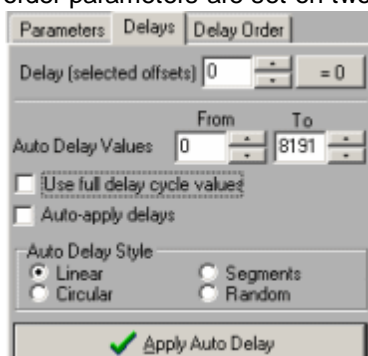 order parameters are set on two
Parameters Delays Delay Order
Delay (selected offsets) 0 = 0
From To
Auto Delay Values 0 8191
Use full delay cycle values
Auto-apply delays
Auto Delay Style
Linear Segments
Circular Random
Apply Auto Delay